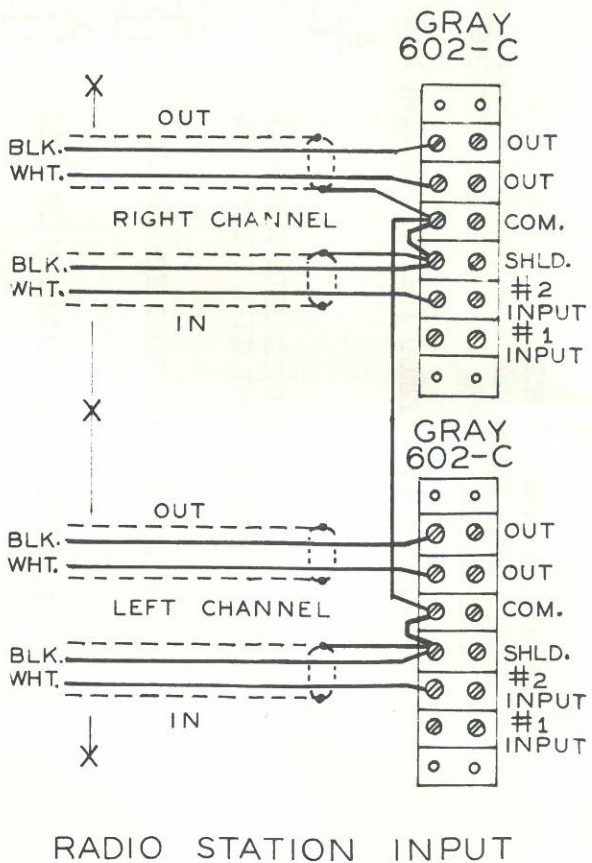 GRAY
602-C
X
OUT
BLK.
WHT.
RIGHT CHANNEL
BLK.
WHT.
IN
OUT
OUT
COM.
SHLD.
#2
INPUT
#1
INPUT
X
GRAY
602-C
OUT
BLK.
WHT.
LEFT CHANNEL
BLK.
WHT.
IN
X
OUT
OUT
COM.
SHLD.
#2
INPUT
#1
INPUT
RADIO STATION INPUT